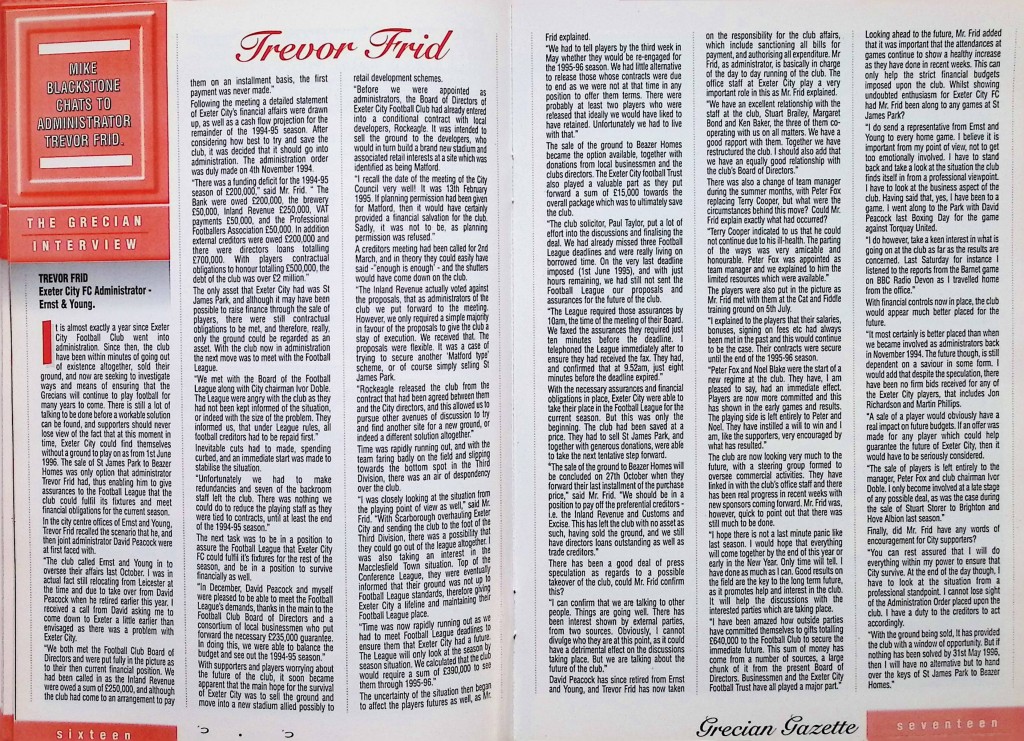 MIKE
BLACKSTONE
CHATS TO
ADMINISTRATOR
TREVOR FRID.
THE GRECIAN
INTERVIEW
Trevor Frid
TREVOR FRID
Exeter City FC Administrator -
Ernst & Young.
It is almost exactly a year since Exeter
City Football Club went into
administration. Since then, the club
have been within minutes of going out
of existence altogether, sold their
ground, and now are seeking to investigate
ways and means of ensuring that the
Grecians will continue to play football for
many years to come. There is still a lot of
talking to be done before a workable solution
can be found, and supporters should never
lose view of the fact that at this moment in
time, Exeter City could find themselves
without a ground to play on as from 1st June
1996. The sale of St James Park to Beazer
Homes was only option that administrator
Trevor Frid had, thus enabling him to give
assurances to the Football League that the
club could fulfil its fixtures and meet
financial obligations for the current season.
In the city centre offices of Ernst and Young,
Trevor Frid recalled the scenario that he, and
then joint administrator David Peacock were
at first faced with.
"The club called Ernst and Young in to
oversee their affairs last October. I was in
actual fact still relocating from Leicester at
the time and due to take over from David
Peacock when he retired earlier this year. I
received a call from David asking me to
come down to Exeter a little earlier than
envisaged as there was a problem with
Exeter City.
"We both met the Football Club Board of
Directors and were put fully in the picture as
to their then current financial position. We
had been called in as the Inland Revenue
were owed a sum of £250,000, and although
the club had come to an arrangement to pay
them on an installment basis, the first
payment was never made."
Following the meeting a detailed statement
of Exeter City's financial affairs were drawn
up, as well as a cash flow projection for the
remainder of the 1994-95 season. After
considering how best to try and save the
club, it was decided that it should go into
administration. The administration order
was duly made on 4th November 1994.
"There was a funding deficit for the 1994-95
season of £200,000," said Mr. Frid. " The
Bank were owed £200,000, the brewery
£50,000, Inland Revenue £250,000, VAT
payments £50,000, and the Professional
Footballers Association £50,000. In addition
external creditors were owed £200,000 and
there were directors loans totalling
£700,000. With players contractual
obligations to honour totalling £500,000, the
debt of the club was over £2 million."
The only asset that Exeter City had was St
James Park, and although it may have been
possible to raise finance through the sale of
players, there were still contractual
obligations to be met, and therefore, really,
only the ground could be regarded as an
asset. With the club now in administration
the next move was to meet with the Football
League.
"We met with the Board of the Football
League along with City chairman Ivor Doble.
The League were angry with the club as they
had not been kept informed of the situation,
or indeed with the size of the problem. They
informed us, that under League rules, all
football creditors had to be repaid first."
Inevitable cuts had to made, spending
curbed, and an immediate start was made to
stabilise the situation.
"Unfortunately we had to make
redundancies and seven of the backroom
staff left the club. There was nothing we
could do to reduce the playing staff as they
were tied to contracts, until at least the end
of the 1994-95 season."
The next task was to be in a position to
assure the Football League that Exeter City
FC could fulfil its fixtures for the rest of the
season, and be in a position to survive
financially as well.
"In December, David Peacock and myself
were pleased to be able to meet the Football
League's demands, thanks in the main to the
Football Club Board of Directors and a
consortium of local businessmen who put
forward the necessary £235,000 guarantee.
In doing this, we were able to balance the
budget and see out the 1994-95 season."
With supporters and players worrying about
the future of the club, it soon became
apparent that the main hope for the survival
of Exeter City was to sell the ground and
move into a new stadium allied possibly to
retail development schemes.
"Before we were appointed as
administrators, the Board of Directors of
Exeter City Football Club had already entered
into a conditional contract with local
developers, Rockeagle. It was intended to
sell the ground to the developers, who
would in turn build a brand new stadium and
associated retail interests at a site which was
identified as being Matford.
"I recall the date of the meeting of the City
Council very well! It was 13th February
1995. If planning permission had been given
for Matford, then it would have certainly
provided a financial salvation for the club.
Sadly, it was not to be, as planning
permission was refused."
A creditors meeting had been called for 2nd
March, and in theory they could easily have
said -"enough is enough' - and the shutters
would have come down on the club.
"The Inland Revenue actually voted against
the proposals, that as administrators of the
club we put forward to the meeting.
However, we only required a simple majority
in favour of the proposals to give the club a
stay of execution. We received that. The
proposals were flexible. It was a case of
trying to secure another 'Matford type'
scheme, or of course simply selling St
James Park.
"Rockeagle released the club from the
contract that had been agreed between them
and the City directors, and this allowed us to
pursue other avenues of discussion to try
and find another site for a new ground, or
indeed a different solution altogether."
Time was rapidly running out, and with the
team faring badly on the field and slipping
towards the bottom spot in the Third
Division, there was an air of despondency
over the club.
"I was closely looking at the situation from
the playing point of view as well," said Mr.
Frid. "With Scarborough overhauling Exeter
City and sending the club to the foot of the
Third Division, there was a possibility that
they could go out of the league altogether. I
was also taking an interest in the
Macclesfield Town situation. Top of the
Conference League, they were eventually
informed that their ground was not up to
Football League standards, therefore giving
Exeter City a lifeline and maintaining their
Football League place.
"Time was now rapidly running out as we
had to meet Football League deadlines to
ensure them that Exeter City had a future.
The League will only look at the season by
season situation. We calculated that the club
would require a sum of £390,000 to see
them through 1995-96."
The uncertainty of the situation then began
to affect the players futures as well, as Mr.
Frid explained.
"We had to tell players by the third week in
May whether they would be re-engaged for
the 1995-96 season. We had little alternative
to release those whose contracts were due
to end as we were not at that time in any
position to offer them terms. There were
probably at least two players who were
released that ideally we would have liked to
have retained. Unfortunately we had to live
with that."
The sale of the ground to Beazer Homes
became the option available, together with
donations from local businessmen and the
clubs directors. The Exeter City football Trust
also played a valuable part as they put
forward a sum of £15,000 towards the
overall package which was to ultimately save
the club.
"The club solicitor, Paul Taylor, put a lot of
effort into the discussions and finalising the
deal. We had already missed three Football
League deadlines and were really living on
borrowed time. On the very last deadline
imposed (1st June 1995), and with just
hours remaining, we had still not sent the
Football League our proposals and
assurances for the future of the club.
"The League required those assurances by
10am, the time of the meeting of their Board.
We faxed the assurances they required just
ten minutes before the deadline. I
telephoned the League immediately after to
ensure they had received the fax. They had,
and confirmed that at 9.52am, just eight
minutes before the deadline expired."
With the necessary assurances and financial
obligations in place, Exeter City were able to
take their place in the Football League for the
current season. But this was only the
beginning. The club had been saved at a
price. They had to sell St James Park, and
together with generous donations, were able
to take the next tentative step forward.
"The sale of the ground to Beazer Homes will
be concluded on 27th October when they
forward their last installment of the purchase
price," said Mr. Frid. "We should be in a
position to pay off the preferential creditors -
i.e. the Inland Revenue and Customs and
Excise. This has left the club with no asset as
such, having sold the ground, and we still
have directors loans outstanding as well as
trade creditors."
There has been a good deal of press
speculation as regards to a possible
takeover of the club, could Mr. Frid confirm
this?
"I can confirm that we are talking to other
people. Things are going well. There has
been interest shown by external parties,
from two sources. Obviously, I cannot
divulge who they are at this point, as it could
have a detrimental effect on the discussions
taking place. But we are talking about the
future of the club."
David Peacock has since retired from Ernst
and Young, and Trevor Frid has now taken
on the responsibility for the club affairs,
which include sanctioning all bills for
payment, and authorising all expenditure. Mr.
Frid, as administrator, is basically in charge
of the day to day running of the club. The
office staff at Exeter City play a very
important role in this as Mr. Frid explained.
"We have an excellent relationship with the
staff at the club, Stuart Brailey, Margaret
Bond and Ken Baker, the three of them co-
operating with us on all matters. We have a
good rapport with them. Together we have
restructured the club. I should also add that
we have an equally good relationship with
the club's Board of Directors."
There was also a change of team manager
during the summer months, with Peter Fox
replacing Terry Cooper, but what were the
circumstances behind this move? Could Mr.
Frid explain exactly what had occurred?
"Terry Cooper indicated to us that he could
not continue due to his ill-health. The parting
of the ways was very amicable and
honourable. Peter Fox was appointed as
team manager and we explained to him the
limited resources which were available."
The players were also put in the picture as
Mr. Frid met with them at the Cat and Fiddle
training ground on 5th July.
"I explained to the players that their salaries,
bonuses, signing on fees etc had always
been met in the past and this would continue
to be the case. Their contracts were secure
until the end of the 1995-96 season.
"Peter Fox and Noel Blake were the start of a
new regime at the club. They have, I am
pleased to say, had an immediate effect.
Players are now more committed and this
has shown in the early games and results.
The playing side is left entirely to Peter and
Noel. They have instilled a will to win and I
am, like the supporters, very encouraged by
what has resulted."
The club are now looking very much to the
future, with a steering group formed to
oversee commercial activities. They have
linked in with the club's office staff and there
has been real progress in recent weeks with
new sponsors coming forward. Mr. Frid was,
however, quick to point out that there was
still much to be done.
"I hope there is not a last minute panic like
last season. I would hope that everything
will come together by the end of this year or
early in the New Year. Only time will tell. I
have done as much as I can. Good results on
the field are the key to the long term future,
as it promotes help and interest in the club.
It will help the discussions with the
interested parties which are taking place.
"I have been amazed how outside parties
have committed themselves to gifts totalling
£640,000 to the Football Club to secure the
immediate future. This sum of money has
come from a number of sources, a large
chunk of it from the present Board of
Directors. Businessmen and the Exeter City
Football Trust have all played a major part."
Looking ahead to the future, Mr. Frid added
that it was important that the attendances at
games continue to show a healthy increase
as they have done in recent weeks. This can
only help the strict financial budgets
imposed upon the club. Whilst showing
undoubted enthusiasm for Exeter City FC
had Mr. Frid been along to any games at St
James Park?
"I do send a representative from Ernst and
Young to every home game. I believe it is
important from my point of view, not to get
too emotionally involved. I have to stand
back and take a look at the situation the club
finds itself in from a professional viewpoint.
I have to look at the business aspect of the
club. Having said that, yes, I have been to a
game. I went along to the Park with David
Peacock last Boxing Day for the game
against Torquay United.
"I do however, take a keen interest in what is
going on at the club as far as the results are
concerned. Last Saturday for instance I
listened to the reports from the Barnet game
on BBC Radio Devon as I travelled home
from the office."
With financial controls now in place, the club
would appear much better placed for the
future.
"It most certainly is better placed than when
we became involved as administrators back
in November 1994. The future though, is still
dependent on a saviour in some form. I
would add that despite the speculation, there
have been no firm bids received for any of
the Exeter City players, that includes Jon
Richardson and Martin Phillips.
"A sale of a player would obviously have a
real impact on future budgets. If an offer was
made for any player which could help
guarantee the future of Exeter City, then it
would have to be seriously considered.
"The sale of players is left entirely to the
manager, Peter Fox and club chairman Ivor
Doble. I only become involved at a late stage
of any possible deal, as was the case during
the sale of Stuart Storer to Brighton and
Hove Albion last season."
Finally, did Mr. Frid have any words of
encouragement for City supporters?
"You can rest assured that I will do
everything within my power to ensure that
City survive. At the end of the day though, I
have to look at the situation from a
professional standpoint. I cannot lose sight
of the Administration Order placed upon the
club. I have a duty to the creditors to act
accordingly.
"With the ground being sold, It has provided
the club with a window of opportunity. But if
nothing has been solved by 31st May 1996,
then I will have no alternative but to hand
over the keys of St James Park to Beazer
Homes."
sixteen
Grecian Gazette
seventeen